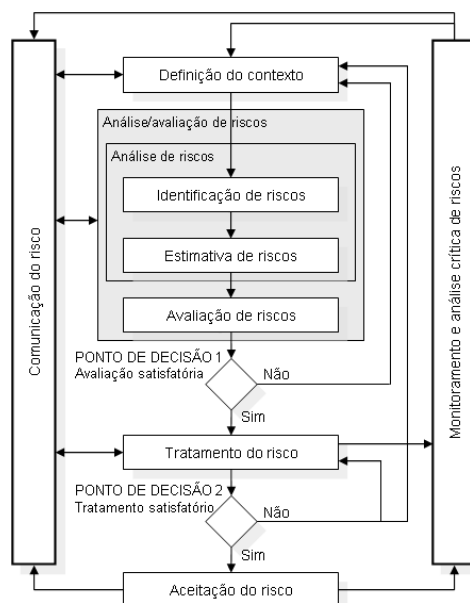 Definição do contexto
Análise/avaliação de riscos
Análise de riscos
Identificação de riscos
Estimativa de riscos
Avaliação de riscos
PONTO DE DECISÃO 1
Avaliação satisfatória
Não
Sim
Tratamento do risco
PONTO DE DECISÃO 2
Tratamento satisfatório
Não
Sim
Aceitação do risco
Comunicação do risco
Monitoramento e análise crítica de riscos